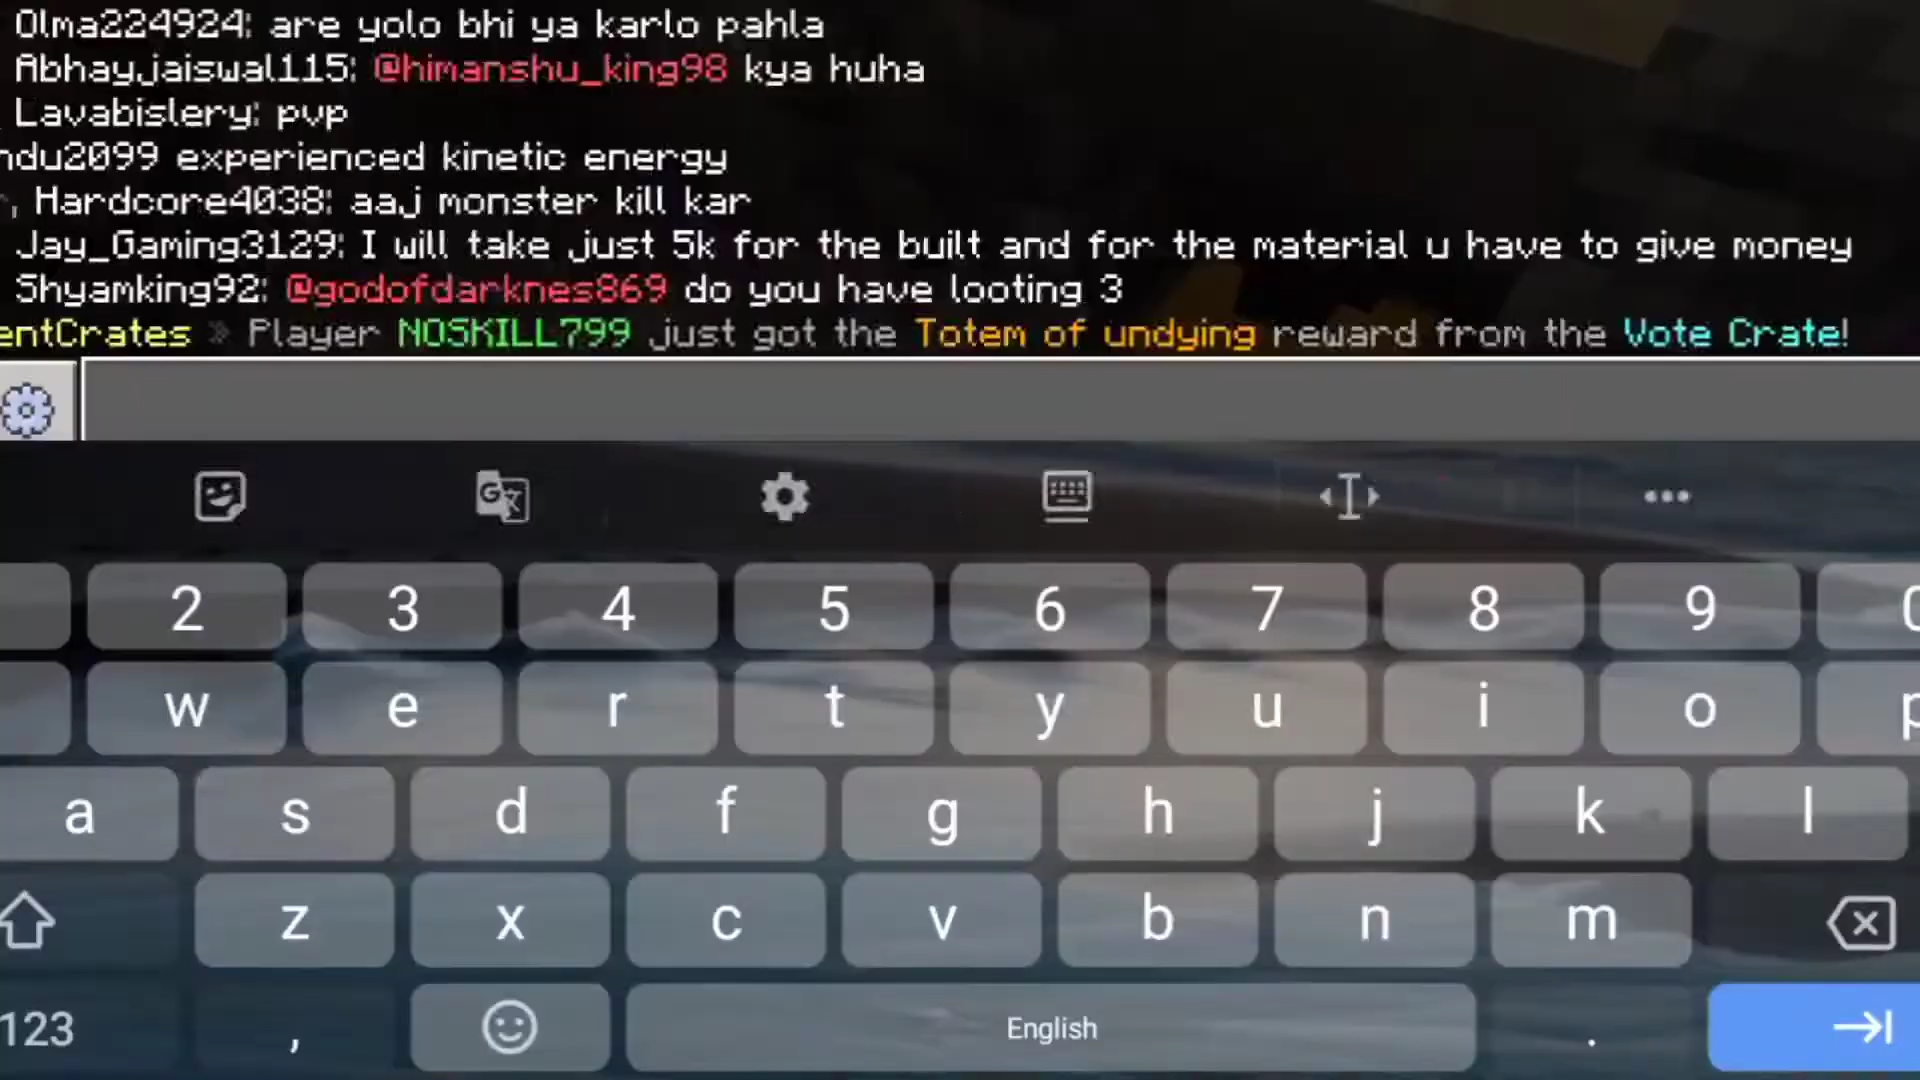 Olma224924: are yolo bhi ya karlo pahla
Abhayjaiswal115: @himanshu_king98 kya huha
Lavabislery: pvp
ndu2099 experienced kinetic energy
, Hardcore4038: aaj monster kill kar
Jay_Gaming3129: I will take just 5k for the built and for the material u have to give money
Shyamking92: @godofdarknes869 do you have looting 3
entCrates » Player NOSKILL799 just got the Totem of undying reward from the Vote Crate!
2 3 4 5 6 7 8 9 0
w e r t y u i o p
a s d f g h j k l
z x c v b n m
123 , English .